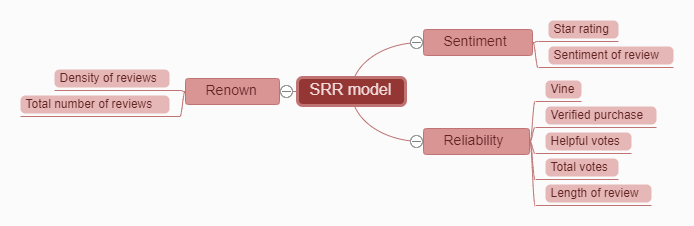 SRR model
Sentiment
Star rating
Sentiment of review
Reliability
Vine
Verified purchase
Helpful votes
Total votes
Length of review
Renown
Density of reviews
Total number of reviews